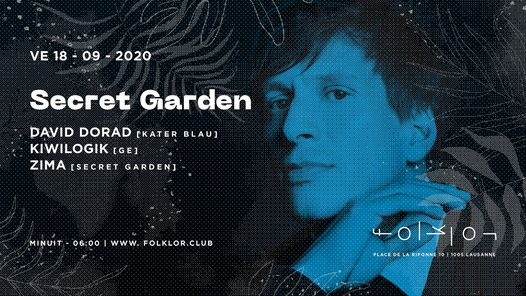 VE 18 - 09 - 2020
Secret Garden
DAVID DORAD [KATER BLAU]
KIWILOGIK [GE]
ZIMA [SECRET GARDEN]
MINUIT - 06:00 | WWW. FOLKLOR.CLUB
FOLKLOR
PLACE DE LA RIPONNE 10 | 1005 LAUSANNE